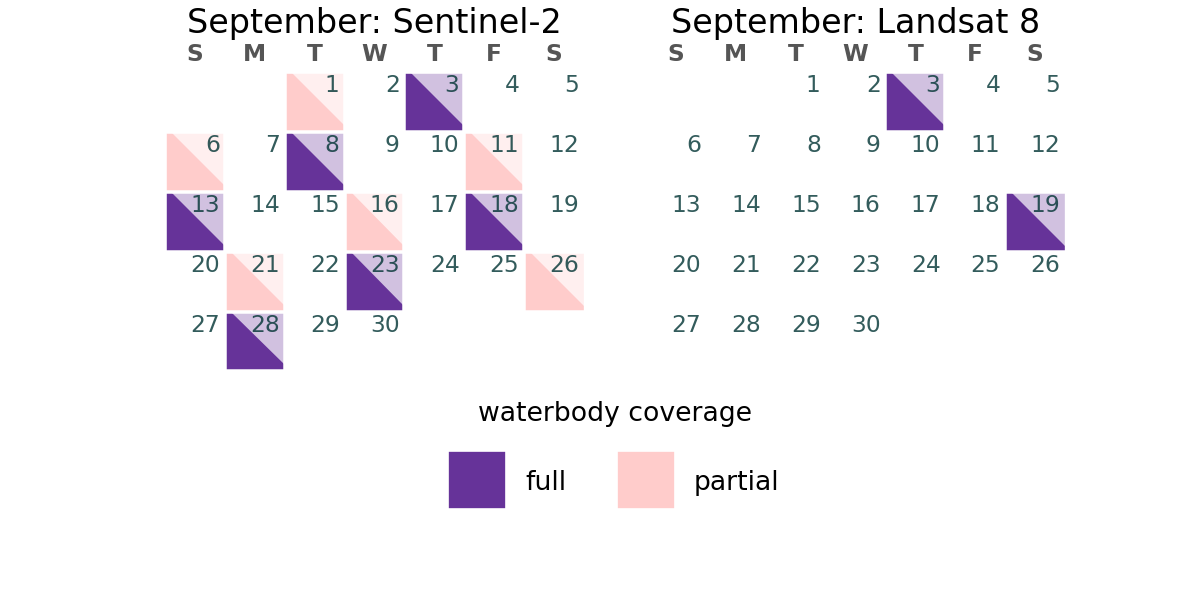 September: Sentinel-2
S M T W T F S
1 2 3 4 5
6 7 8 9 10 11 12
13 14 15 16 17 18 19
20 21 22 23 24 25 26
27 28 29 30
September: Landsat 8
S M T W T F S
1 2 3 4 5
6 7 8 9 10 11 12
13 14 15 16 17 18 19
20 21 22 23 24 25 26
27 28 29 30
waterbody coverage
full partial